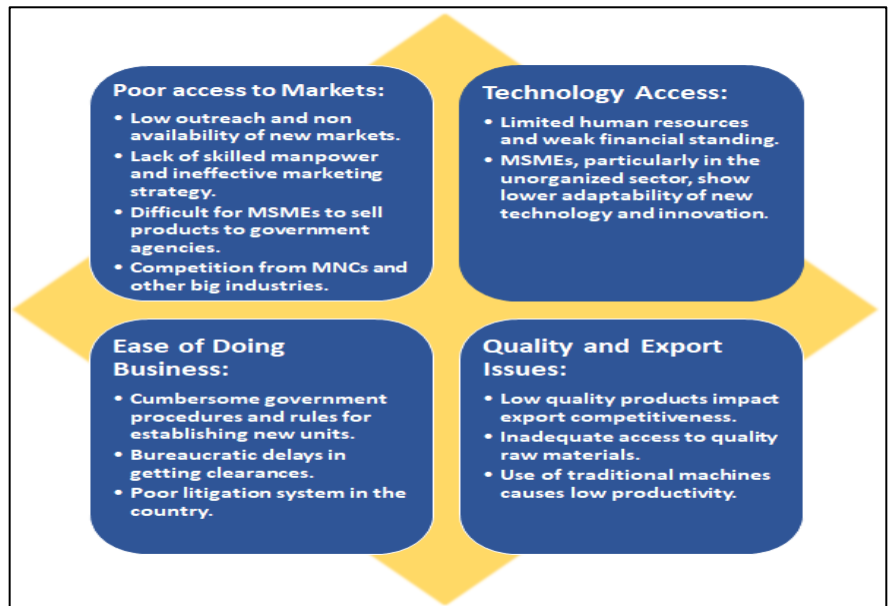 Poor access to Markets:
• Low outreach and non
availability of new markets.
• Lack of skilled manpower
and ineffective marketing
strategy.
• Difficult for MSMEs to sell
products to government
agencies.
• Competition from MNCs and
other big industries.
Technology Access:
• Limited human resources
and weak financial standing.
• MSMEs, particularly in the
unorganized sector, show
lower adaptability of new
technology and innovation.
Ease of Doing
Business:
• Cumbersome government
procedures and rules for
establishing new units.
• Bureaucratic delays in
getting clearances.
• Poor litigation system in the
country.
Quality and Export
Issues:
• Low quality products impact
export competitiveness.
• Inadequate access to quality
raw materials.
• Use of traditional machines
causes low productivity.